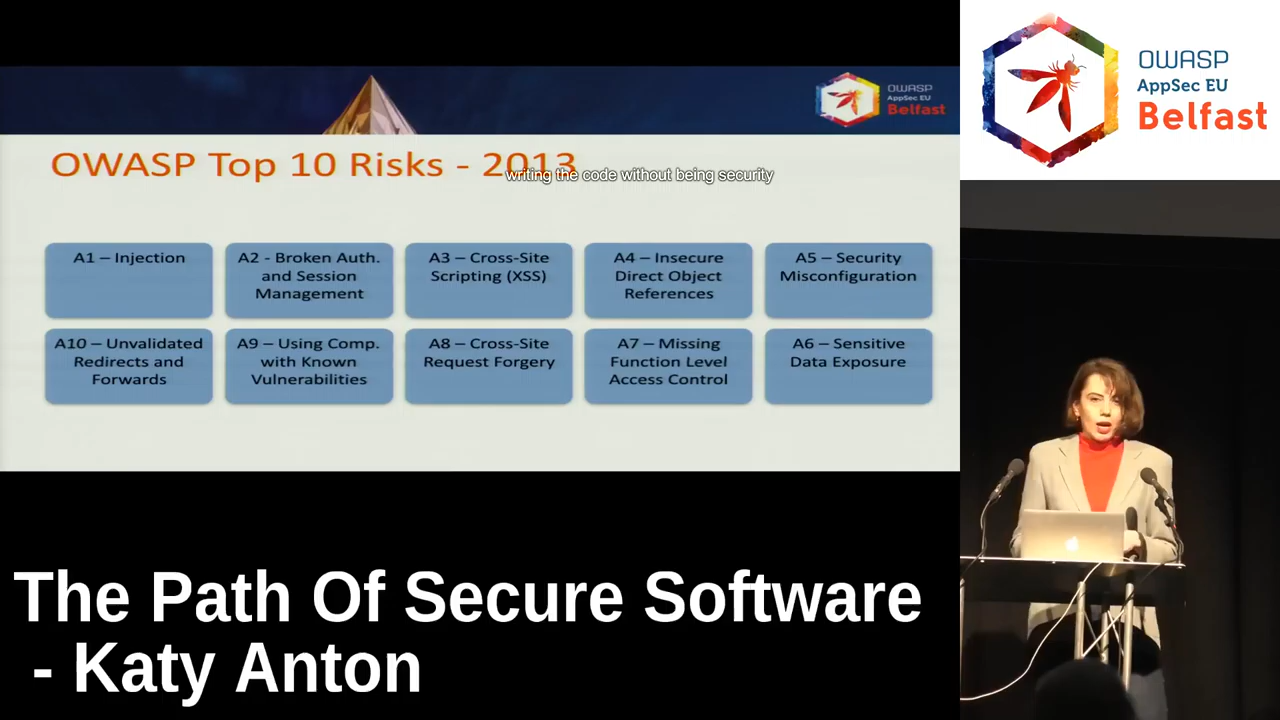 OWASP
AppSec EU
Belfast
OWASP Top 10 Risks - 2013
writing the code without being security
A1 – Injection
A2 - Broken Auth.
and Session
Management
A3 – Cross-Site
Scripting (XSS)
A4 – Insecure
Direct Object
References
A5 – Security
Misconfiguration
A10 – Unvalidated
Redirects and
Forwards
A9 – Using Comp.
with Known
Vulnerabilities
A8 – Cross-Site
Request Forgery
A7 – Missing
Function Level
Access Control
A6 – Sensitive
Data Exposure
The Path Of Secure Software
- Katy Anton
OWASP
AppSec EU
Belfast